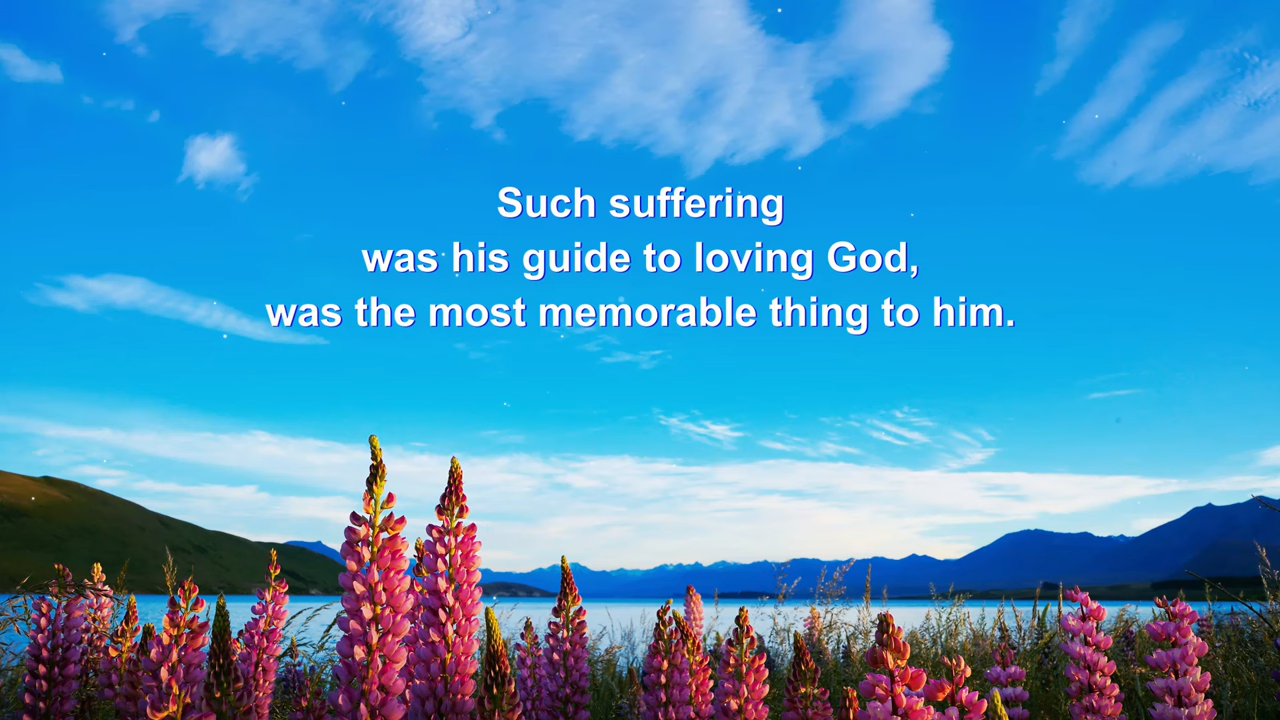 Such suffering
was his guide to loving God,
was the most memorable thing to him.